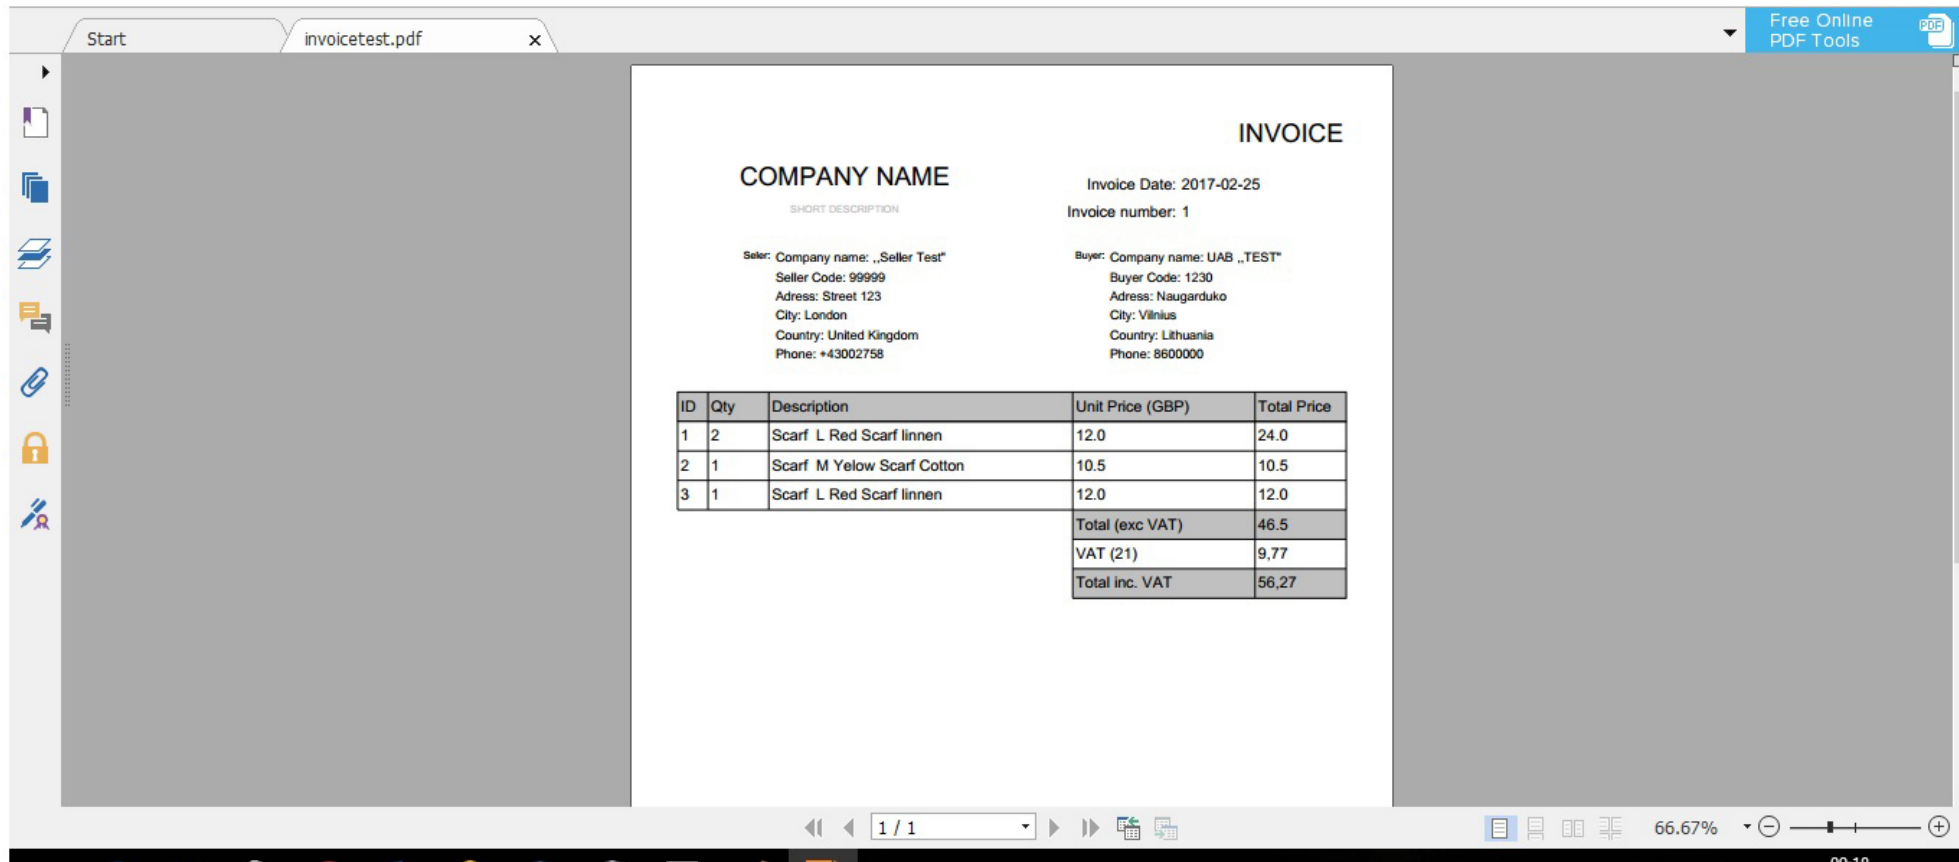 Start
invoicetest.pdf
Free Online
PDF Tools
PDF
INVOICE
COMPANY NAME
Invoice Date: 2017-02-25
SHORT DESCRIPTION
Invoice number: 1
Seler: Company name: ,,Seller Test"
Seller Code: 99999
Adress: Street 123
City: London
Country: United Kingdom
Phone: +43002758
Buyer: Company name: UAB ,,TEST"
Buyer Code: 1230
Adress: Naugarduko
City: Vilnius
Country: Lithuania
Phone: 8600000
ID Qty Description Unit Price (GBP) Total Price
1 2 Scarf L Red Scarf linnen 12.0 24.0
2 1 Scarf M Yelow Scarf Cotton 10.5 10.5
3 1 Scarf L Red Scarf linnen 12.0 12.0
Total (exc VAT) 46.5
VAT (21) 9,77
Total inc. VAT 56,27
1 / 1
66.67%